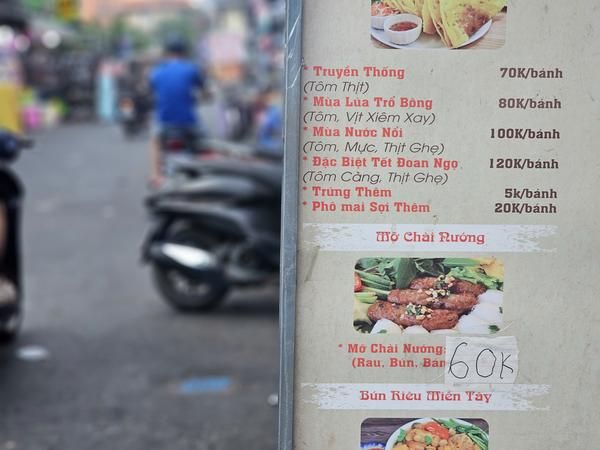 * Truyền Thống 70K/bánh
(Tôm Thịt)
* Mùa Lúa Trổ Bông 80K/bánh
(Tôm, Vịt Xiêm Xay)
* Mùa Nước Nổi 100K/bánh
(Tôm, Mực, Thịt Ghẹ)
* Đặc Biệt Tết Đoan Ngọ 120K/bánh
(Tôm Càng, Thịt Ghẹ)
* Trứng Thêm 5k/bánh
* Phô mai Sợi Thêm 20K/bánh
Mỡ Chài Nướng
* Mỡ Chài Nướng: 60K
(Rau, Bún,
Bún Riêu Miền Tây